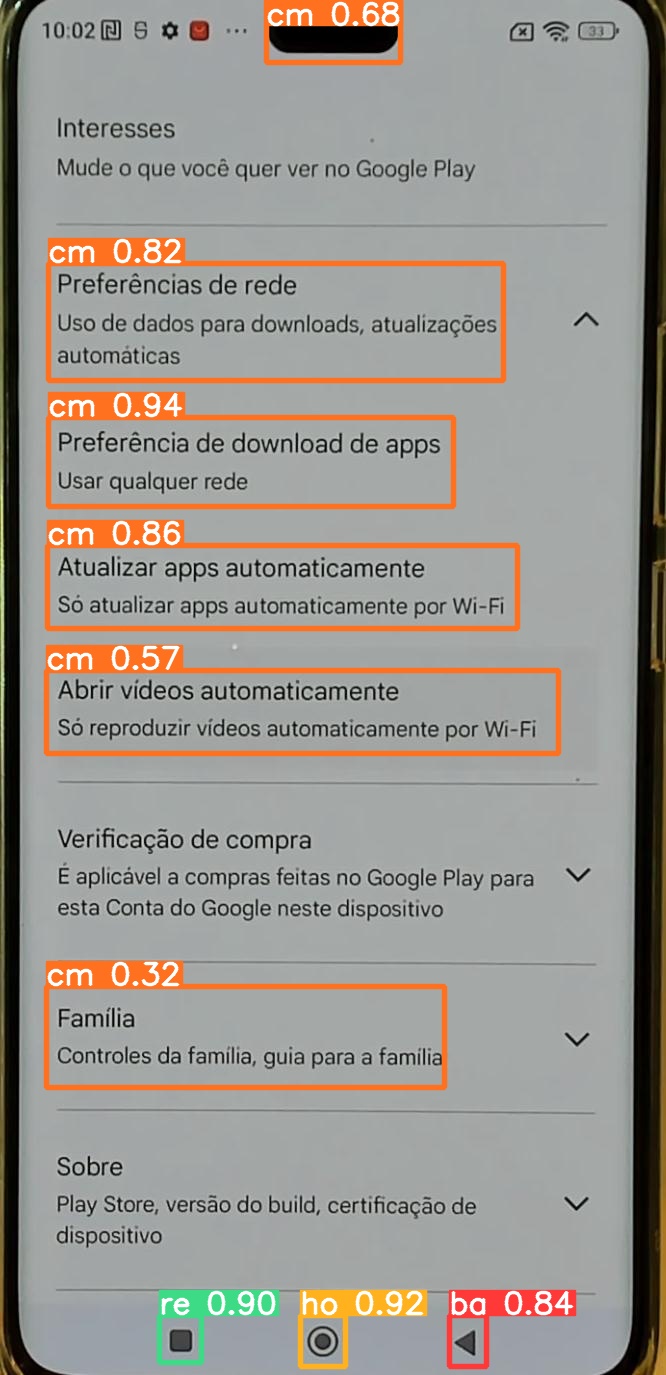 cm 0.68
10:02
33
Interesses
Mude o que você quer ver no Google Play
cm 0.82
Preferências de rede
Uso de dados para downloads, atualizações
automáticas
cm 0.94
Preferência de download de apps
Usar qualquer rede
cm 0.86
Atualizar apps automaticamente
Só atualizar apps automaticamente por Wi-Fi
cm 0.57
Abrir vídeos automaticamente
Só reproduzir vídeos automaticamente por Wi-Fi
Verificação de compra
É aplicável a compras feitas no Google Play para
esta Conta do Google neste dispositivo
cm 0.32
Família
Controles da família, guia para a família
Sobre
Play Store, versão do build, certificação de
dispositivo
re 0.90 ho 0.92 ba 0.84